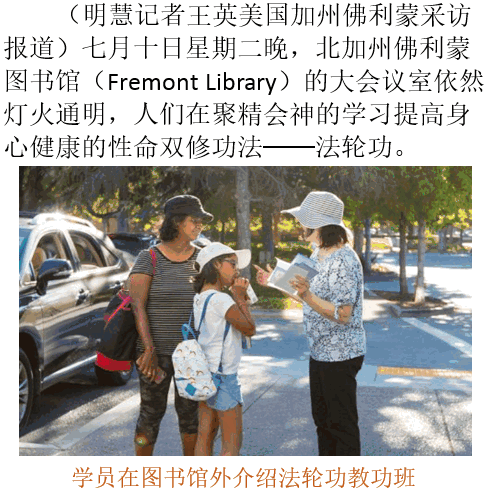 （明慧记者王英美国加州佛利蒙采访
报道）七月十日星期二晚，北加州佛利蒙
图书馆（Fremont Library）的大会议室依然
灯火通明，人们在聚精会神的学习提高身
心健康的性命双修功法——法轮功。
学员在图书馆外介绍法轮功教功班